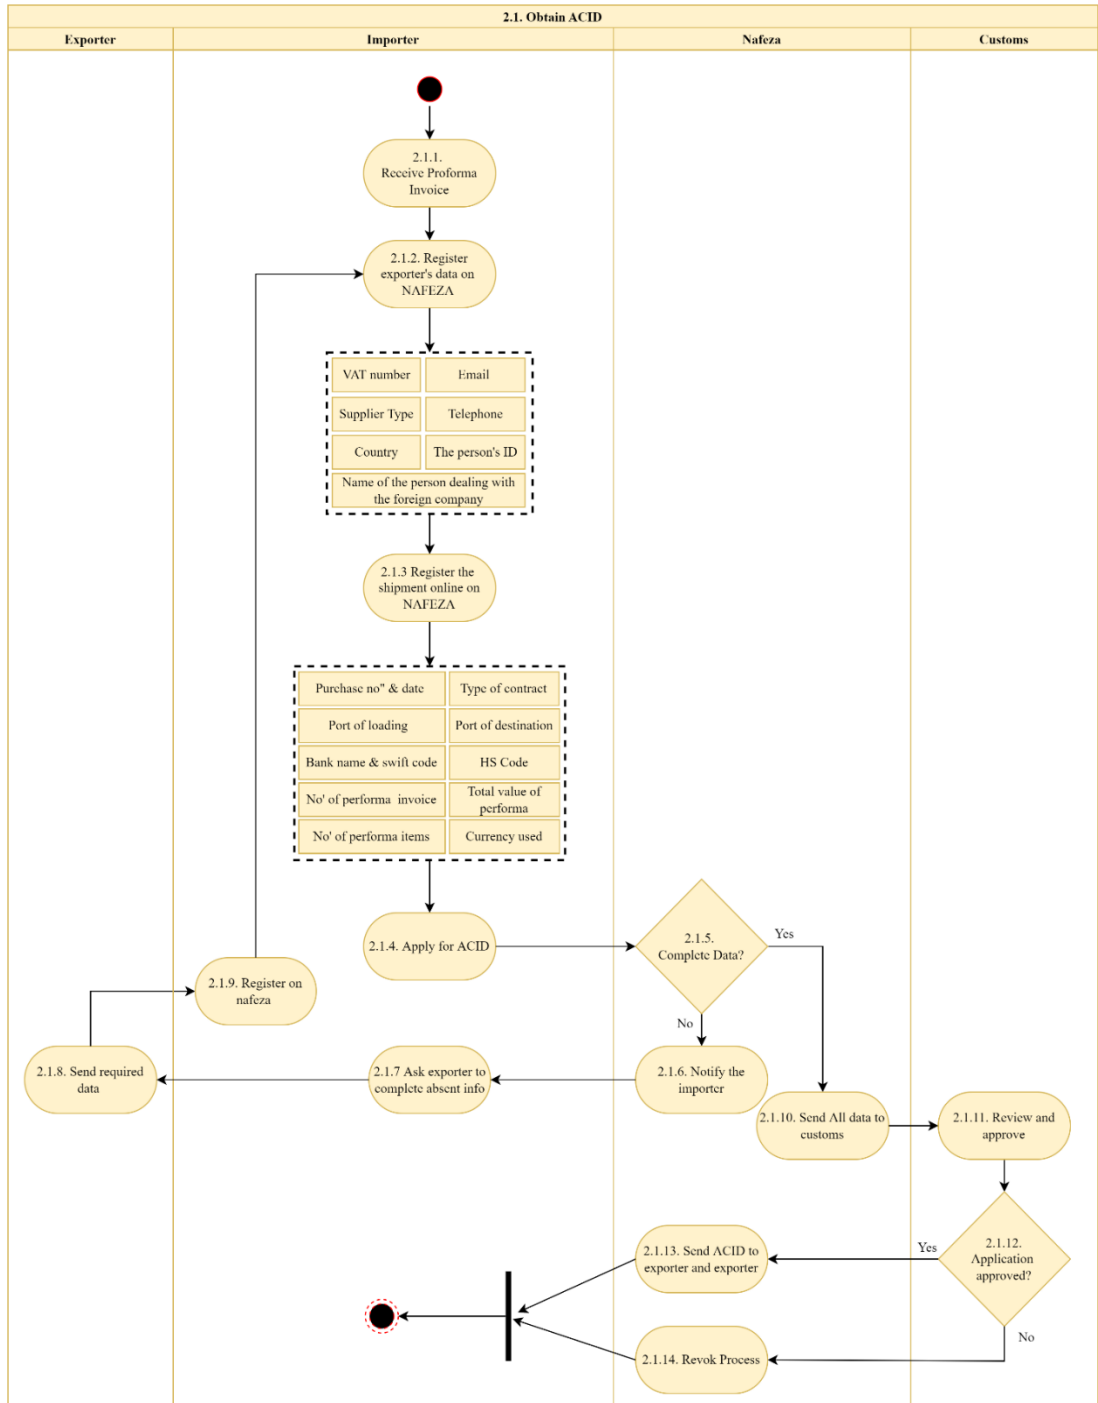 2.1. Obtain ACID
Exporter
Importer
Nafeza
Customs
2.1.1.
Receive Proforma
Invoice
2.1.2. Register
exporter's data on
NAFEZA
VAT number
Email
Supplier Type
Telephone
Country
The person's ID
Name of the person dealing with
the foreign company
2.1.3 Register the
shipment online on
NAFEZA
Purchase no" & date
Type of contract
Port of loading
Port of destination
Bank name & swift code
HS Code
No' of performa invoice
Total value of
performa
No' of performa items
Currency used
2.1.4. Apply for ACID
2.1.5.
Complete Data?
Yes
No
2.1.9. Register on
nafeza
2.1.8. Send required
data
2.1.7 Ask exporter to
complete absent info
2.1.6. Notify the
importer
2.1.10. Send All data to
customs
2.1.11. Review and
approve
2.1.12.
Application
approved?
Yes
No
2.1.13. Send ACID to
exporter and exporter
2.1.14. Revok Process